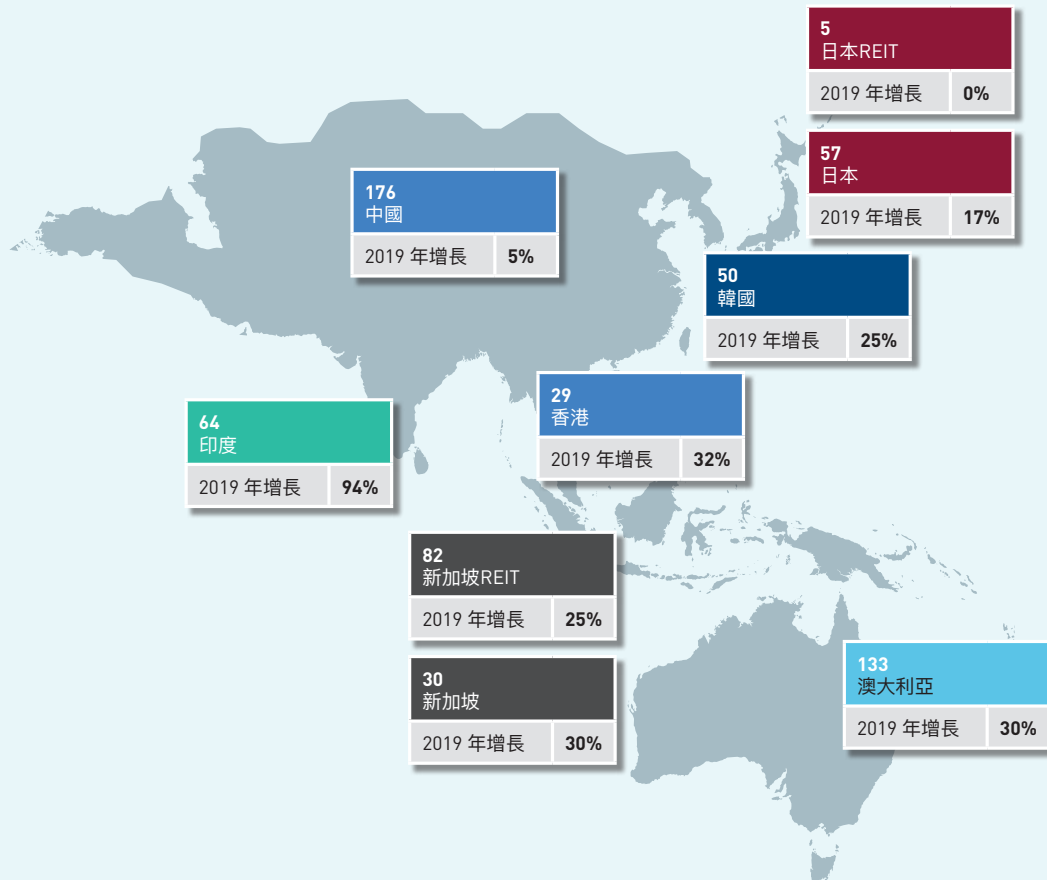 5
日本REIT
2019 年增長 0%
57
日本
2019 年增長 17%
176
中國
2019 年增長 5%
50
韓國
2019 年增長 25%
29
香港
2019 年增長 32%
64
印度
2019 年增長 94%
82
新加坡REIT
2019 年增長 25%
30
新加坡
2019 年增長 30%
133
澳大利亞
2019 年增長 30%